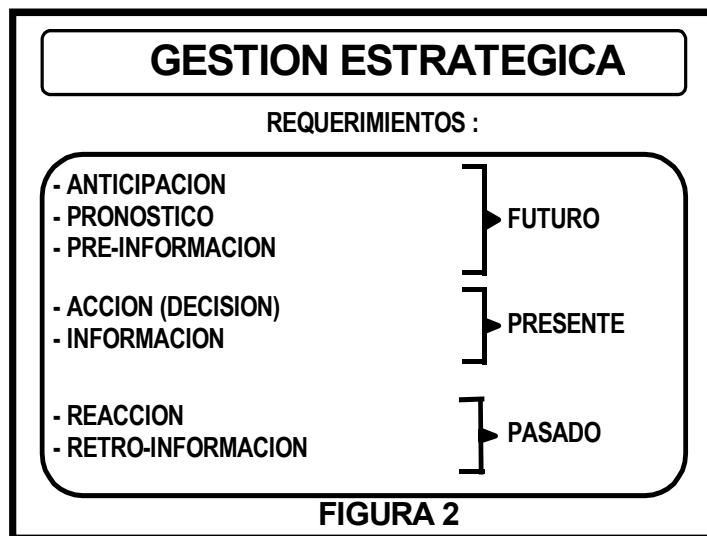 GESTION ESTRATEGICA
REQUERIMIENTOS :
- ANTICIPACION
- PRONOSTICO
- PRE-INFORMACION
FUTURO
- ACCION (DECISION)
- INFORMACION
PRESENTE
- REACCION
- RETRO-INFORMACION
PASADO
FIGURA 2